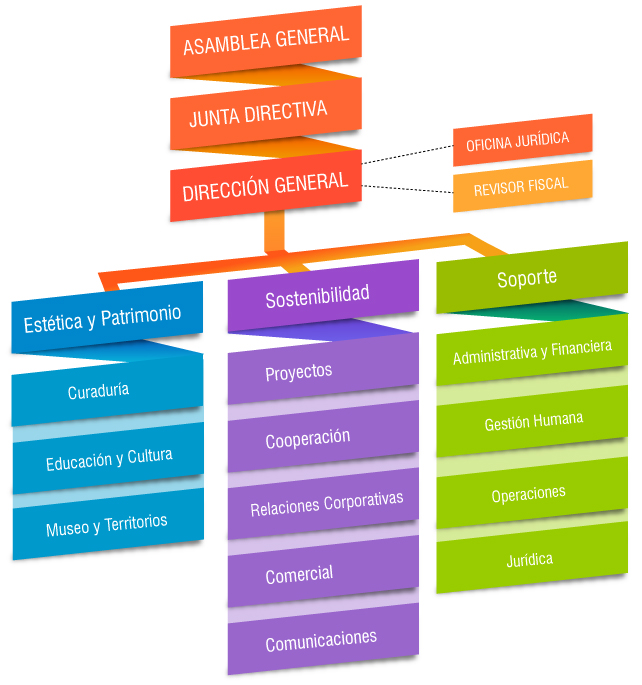 ASAMBLEA GENERAL
JUNTA DIRECTIVA
DIRECCIÓN GENERAL
OFICINA JURÍDICA
REVISOR FISCAL
Estética y Patrimonio
Curaduría
Educación y Cultura
Museo y Territorios
Sostenibilidad
Proyectos
Cooperación
Relaciones Corporativas
Comercial
Comunicaciones
Soporte
Administrativa y Financiera
Gestión Humana
Operaciones
Jurídica